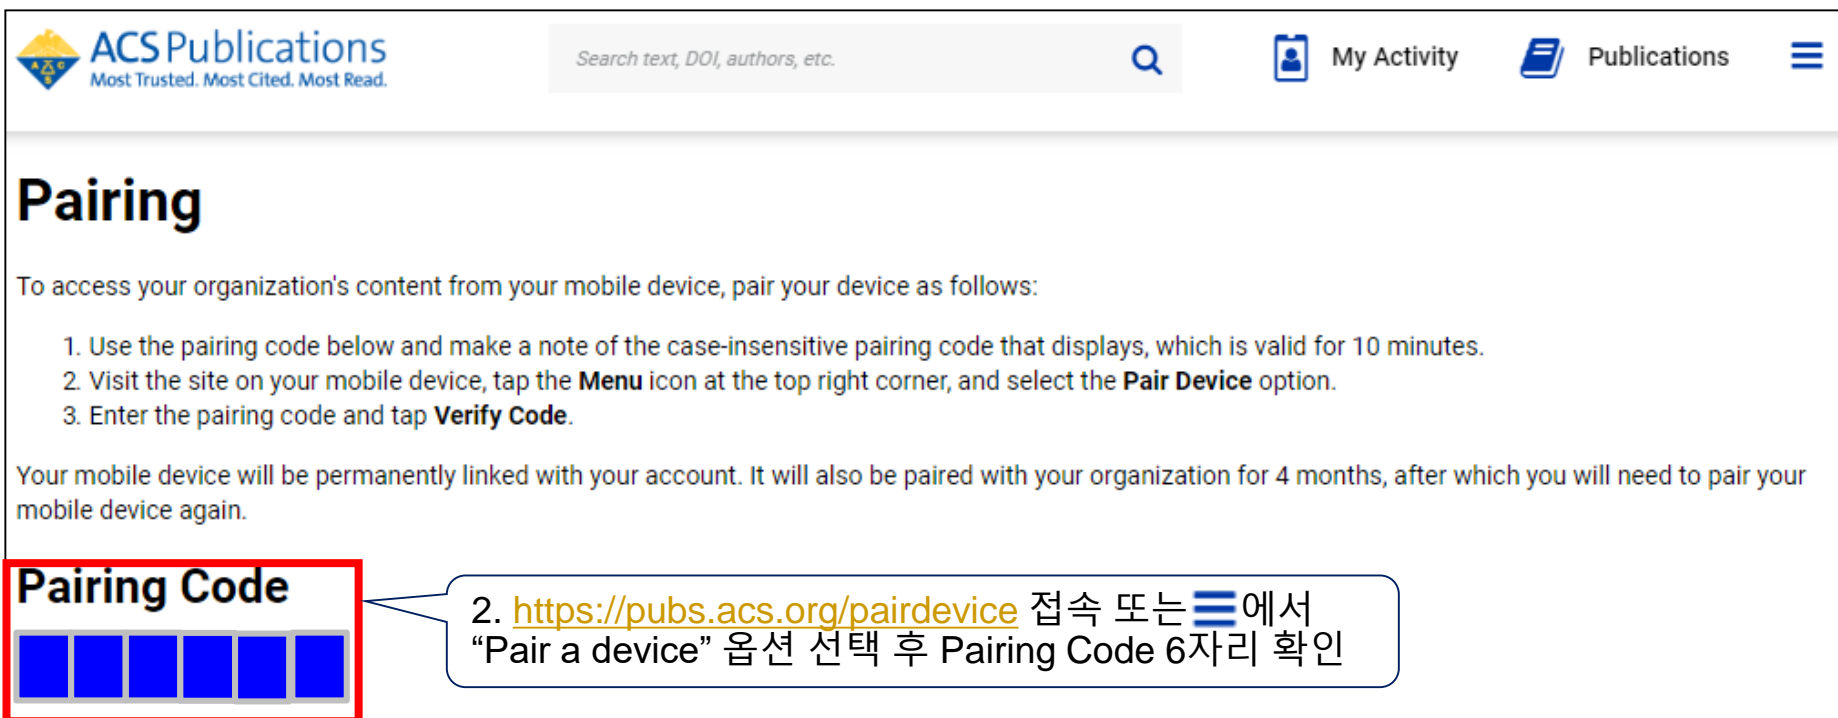 ACS Publications
Most Trusted. Most Cited. Most Read.
Search text, DOI, authors, etc.
My Activity
Publications
Pairing
To access your organization's content from your mobile device, pair your device as follows:
1. Use the pairing code below and make a note of the case-insensitive pairing code that displays, which is valid for 10 minutes.
2. Visit the site on your mobile device, tap the Menu icon at the top right corner, and select the Pair Device option.
3. Enter the pairing code and tap Verify Code.
Your mobile device will be permanently linked with your account. It will also be paired with your organization for 4 months, after which you will need to pair your
mobile device again.
Pairing Code
2. https://pubs.acs.org/pairdevice 접속 또는 에서
“Pair a device” 옵션 선택 후 Pairing Code 6자리 확인